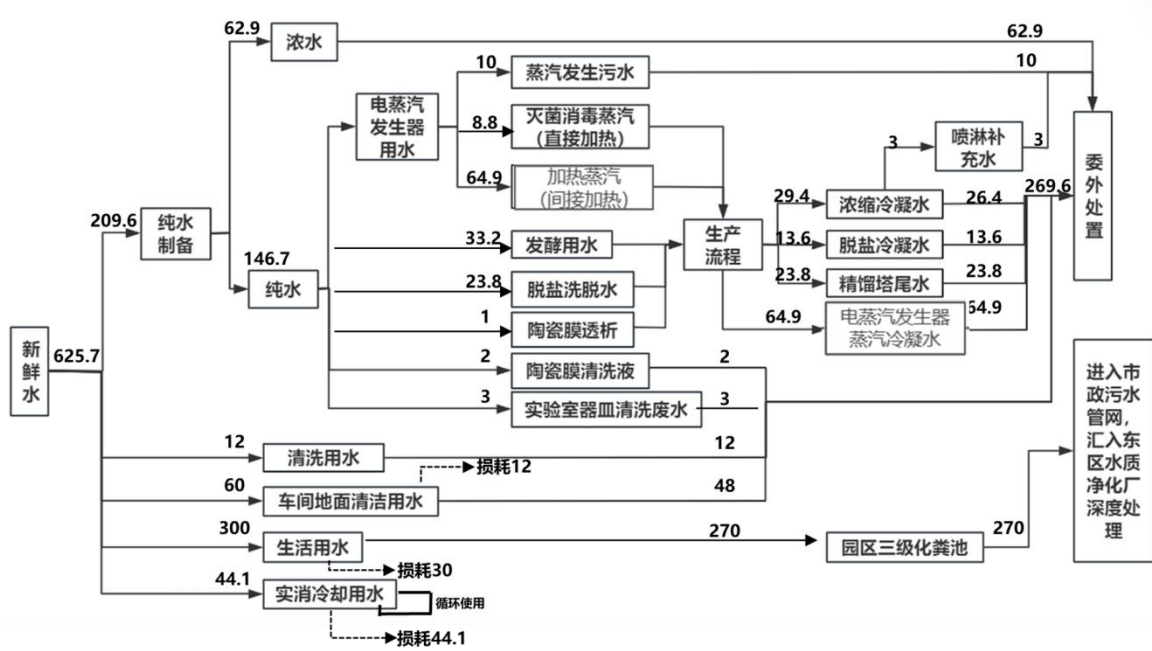 62.9
浓水
62.9
10
蒸汽发生污水
10
电蒸汽
发生器
用水
8.8
灭菌消毒蒸汽
(直接加热)
64.9
加热蒸汽
(间接加热)
3
喷淋补
充水
3
委
外
处
置
209.6
纯水
制备
146.7
纯水
33.2
发酵用水
23.8
脱盐洗脱水
1
陶瓷膜透析
2
陶瓷膜清洗液
2
3
实验室器皿清洗废水
3
生产
流程
29.4
浓缩冷凝水
26.4
269.6
13.6
脱盐冷凝水
13.6
23.8
精馏塔尾水
23.8
64.9
电蒸汽发生器
蒸汽冷凝水
64.9
新
鲜
水
625.7
12
清洗用水
12
60
车间地面清洁用水
损耗12
48
300
生活用水
270
损耗30
园区三级化粪池
270
进入市
政污水
管网,
汇入东
区水质
净化厂
深度处
理
44.1
实消冷却用水
循环使用
损耗44.1